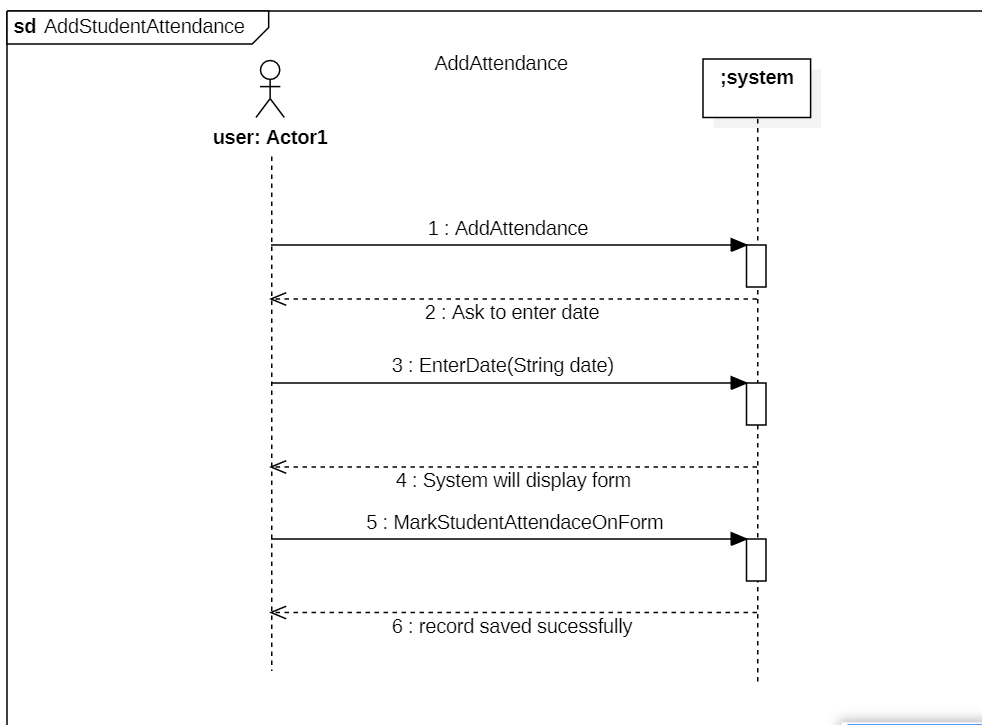 sd AddStudentAttendance
AddAttendance
;system
user: Actor1
1 : AddAttendance
2 : Ask to enter date
3 : EnterDate(String date)
4 : System will display form
5 : MarkStudentAttendaceOnForm
6 : record saved sucessfully